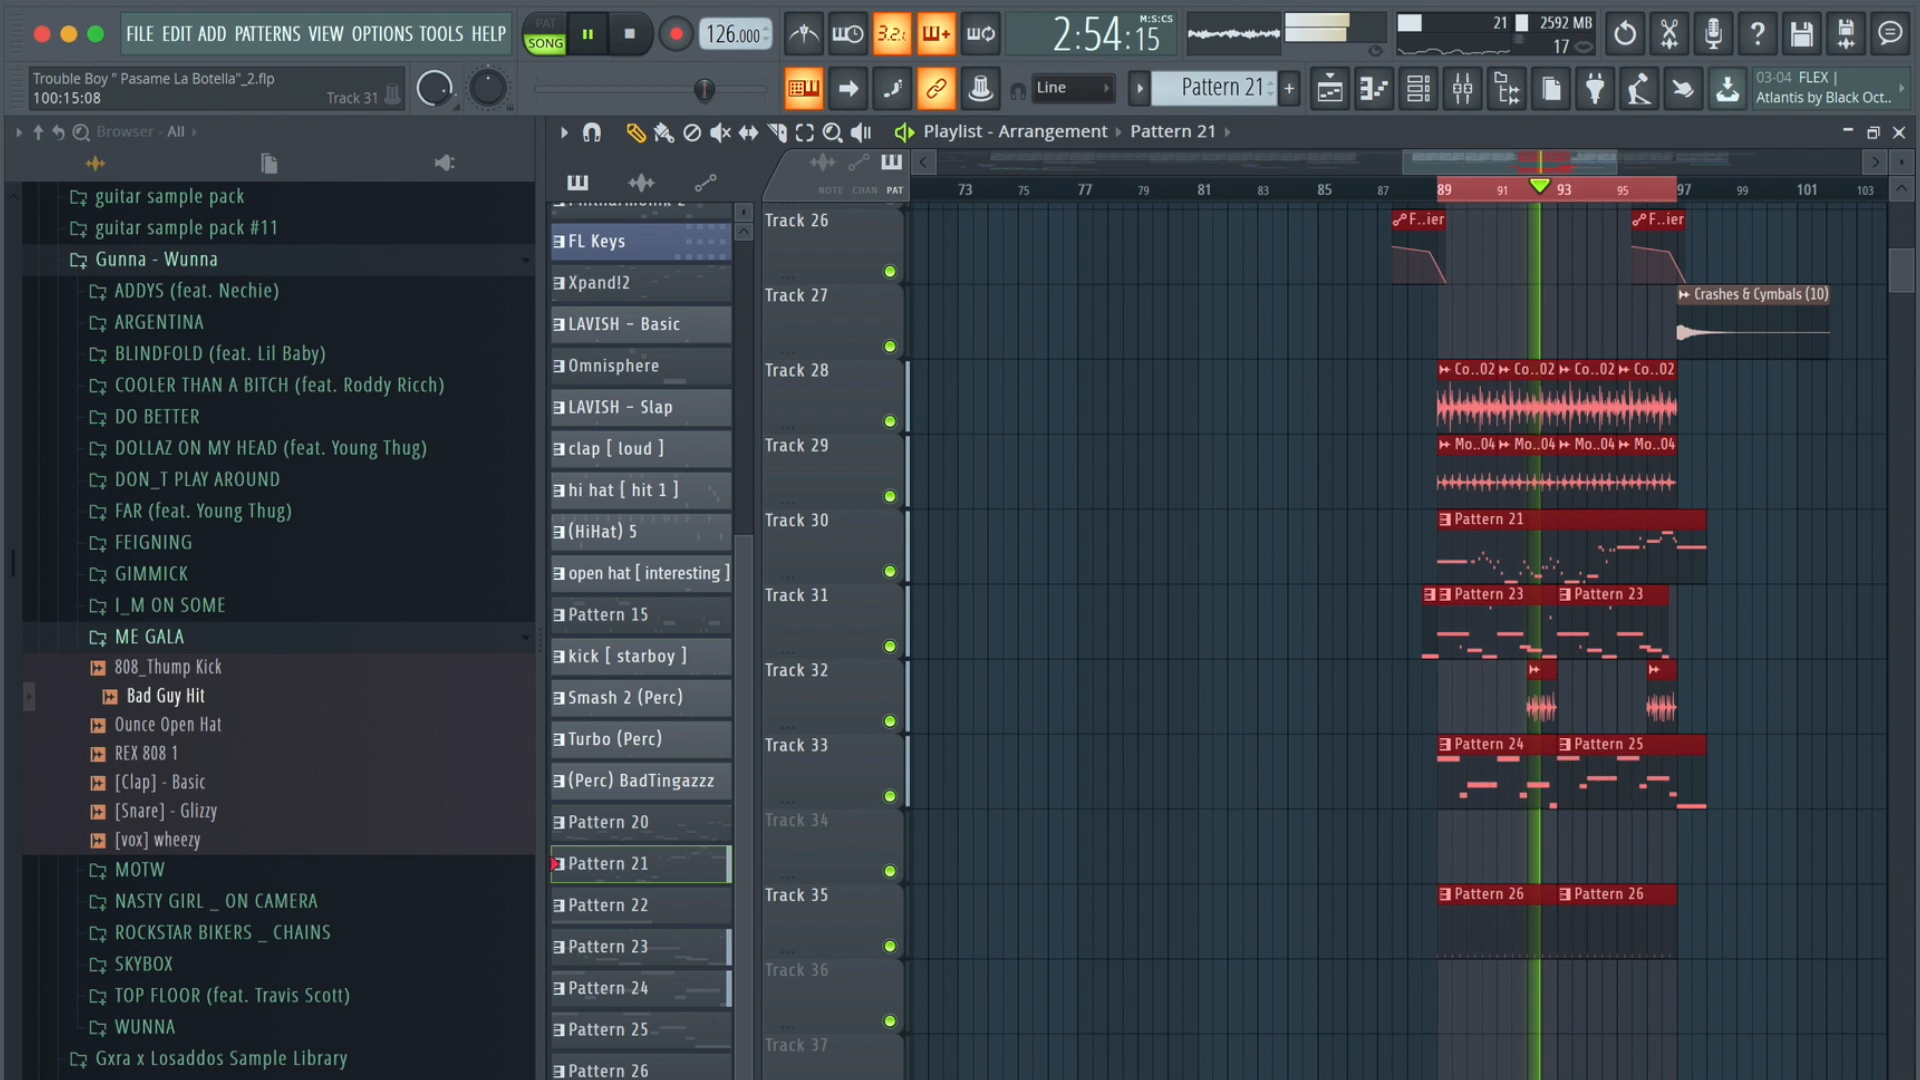 FILE EDIT ADD PATTERNS VIEW OPTIONS TOOLS HELP
PAT
SONG
126.000
3.2.
2:54:15
M:S:CS
21
2592 MB
17
Trouble Boy " Pasame La Botella"_2.flp
100:15:08
Track 31
Line
Pattern 21
03-04 FLEX |
Atlantis by Black Oct..
Browser - All
guitar sample pack
guitar sample pack #11
Gunna - Wunna
ADDYS (feat. Nechie)
ARGENTINA
BLINDFOLD (feat. Lil Baby)
COOLER THAN A BITCH (feat. Roddy Ricch)
DO BETTER
DOLLAZ ON MY HEAD (feat. Young Thug)
DON_T PLAY AROUND
FAR (feat. Young Thug)
FEIGNING
GIMMICK
I_M ON SOME
ME GALA
808_Thump Kick
Bad Guy Hit
Ounce Open Hat
REX 808 1
[Clap] - Basic
[Snare] - Glizzy
[vox] wheezy
MOTW
NASTY GIRL _ ON CAMERA
ROCKSTAR BIKERS _ CHAINS
SKYBOX
TOP FLOOR (feat. Travis Scott)
WUNNA
Gxra x Losaddos Sample Library
Playlist - Arrangement
Pattern 21
NOTE CHAN PAT
73 75 77 79 81 83 85 87 89 91 93 95 97 99 101 103
FL Keys
Xpand!2
LAVISH - Basic
Omnisphere
LAVISH - Slap
clap [ loud ]
hi hat [ hit 1 ]
(HiHat) 5
open hat [ interesting ]
Pattern 15
kick [ starboy ]
Smash 2 (Perc)
Turbo (Perc)
(Perc) BadTingazzz
Pattern 20
Pattern 21
Pattern 22
Pattern 23
Pattern 24
Pattern 25
Pattern 26
Track 26
F..ier
F..ier
Track 27
Crashes & Cymbals (10)
Track 28
Co..02
Co..02
Co..02
Co..02
Track 29
Mo..04
Mo..04
Mo..04
Mo..04
Track 30
Pattern 21
Track 31
Pattern 23
Pattern 23
Track 32
Track 33
Pattern 24
Pattern 25
Track 34
Track 35
Pattern 26
Pattern 26
Track 36
Track 37